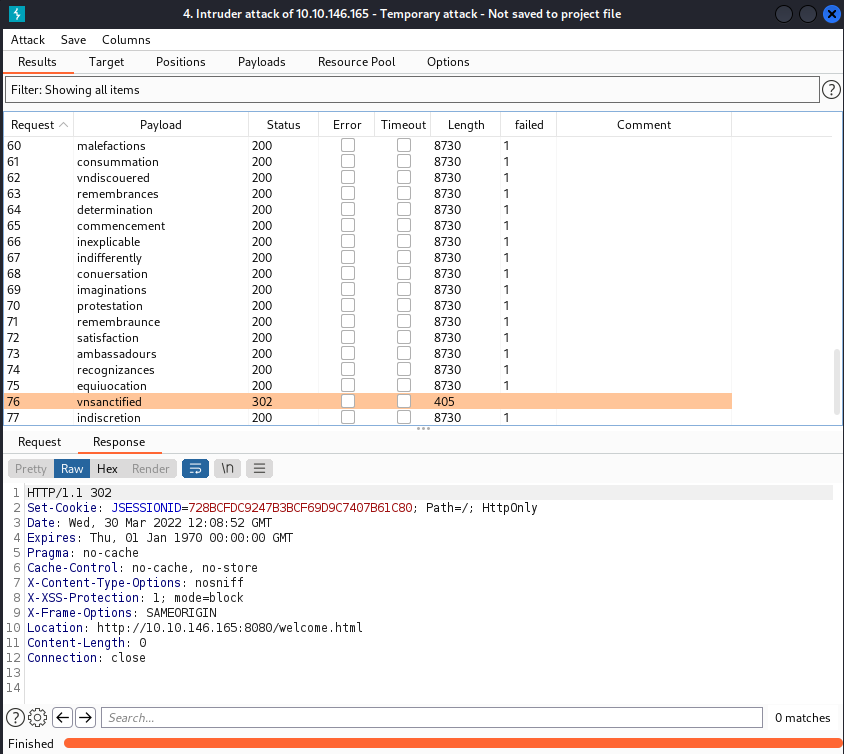 4. Intruder attack of 10.10.146.165 - Temporary attack - Not saved to project file
Attack Save Columns
Results Target Positions Payloads Resource Pool Options
Filter: Showing all items ?
Request Payload Status Error Timeout Length failed Comment
60 malefactions 200 8730 1
61 consummation 200 8730 1
62 vndiscouered 200 8730 1
63 remembrances 200 8730 1
64 determination 200 8730 1
65 commencement 200 8730 1
66 inexplicable 200 8730 1
67 indifferently 200 8730 1
68 conuersation 200 8730 1
69 imaginations 200 8730 1
70 protestation 200 8730 1
71 remembraunce 200 8730 1
72 satisfaction 200 8730 1
73 ambassadours 200 8730 1
74 recognizances 200 8730 1
75 equiuocation 200 8730 1
76 vnsanctified 302 405
77 indiscretion 200 8730 1
Request Response
Pretty Raw Hex Render \n
1 HTTP/1.1 302
2 Set-Cookie: JSESSIONID=728BCFDC9247B3BCF69D9C7407B61C80; Path=/; HttpOnly
3 Date: Wed, 30 Mar 2022 12:08:52 GMT
4 Expires: Thu, 01 Jan 1970 00:00:00 GMT
5 Pragma: no-cache
6 Cache-Control: no-cache, no-store
7 X-Content-Type-Options: nosniff
8 X-XSS-Protection: 1; mode=block
9 X-Frame-Options: SAMEORIGIN
10 Location: http://10.10.146.165:8080/welcome.html
11 Content-Length: 0
12 Connection: close
13
14
? Search... 0 matches
Finished